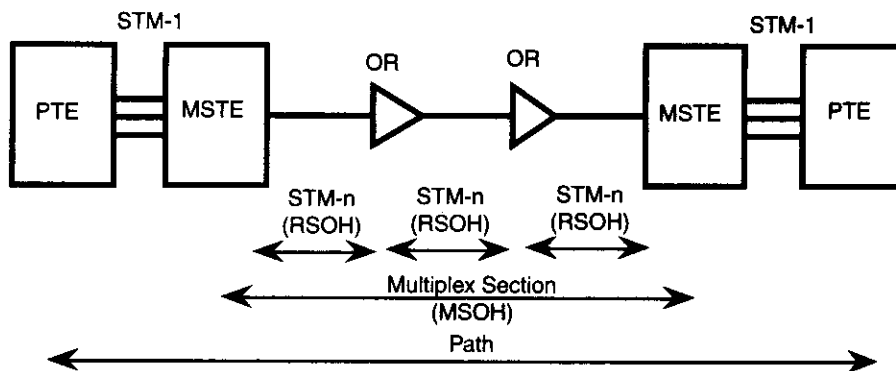 STM-1
STM-1
OR
OR
PTE
MSTE
MSTE
PTE
STM-n
(RSOH)
STM-n
(RSOH)
STM-n
(RSOH)
Multiplex Section
(MSOH)
Path